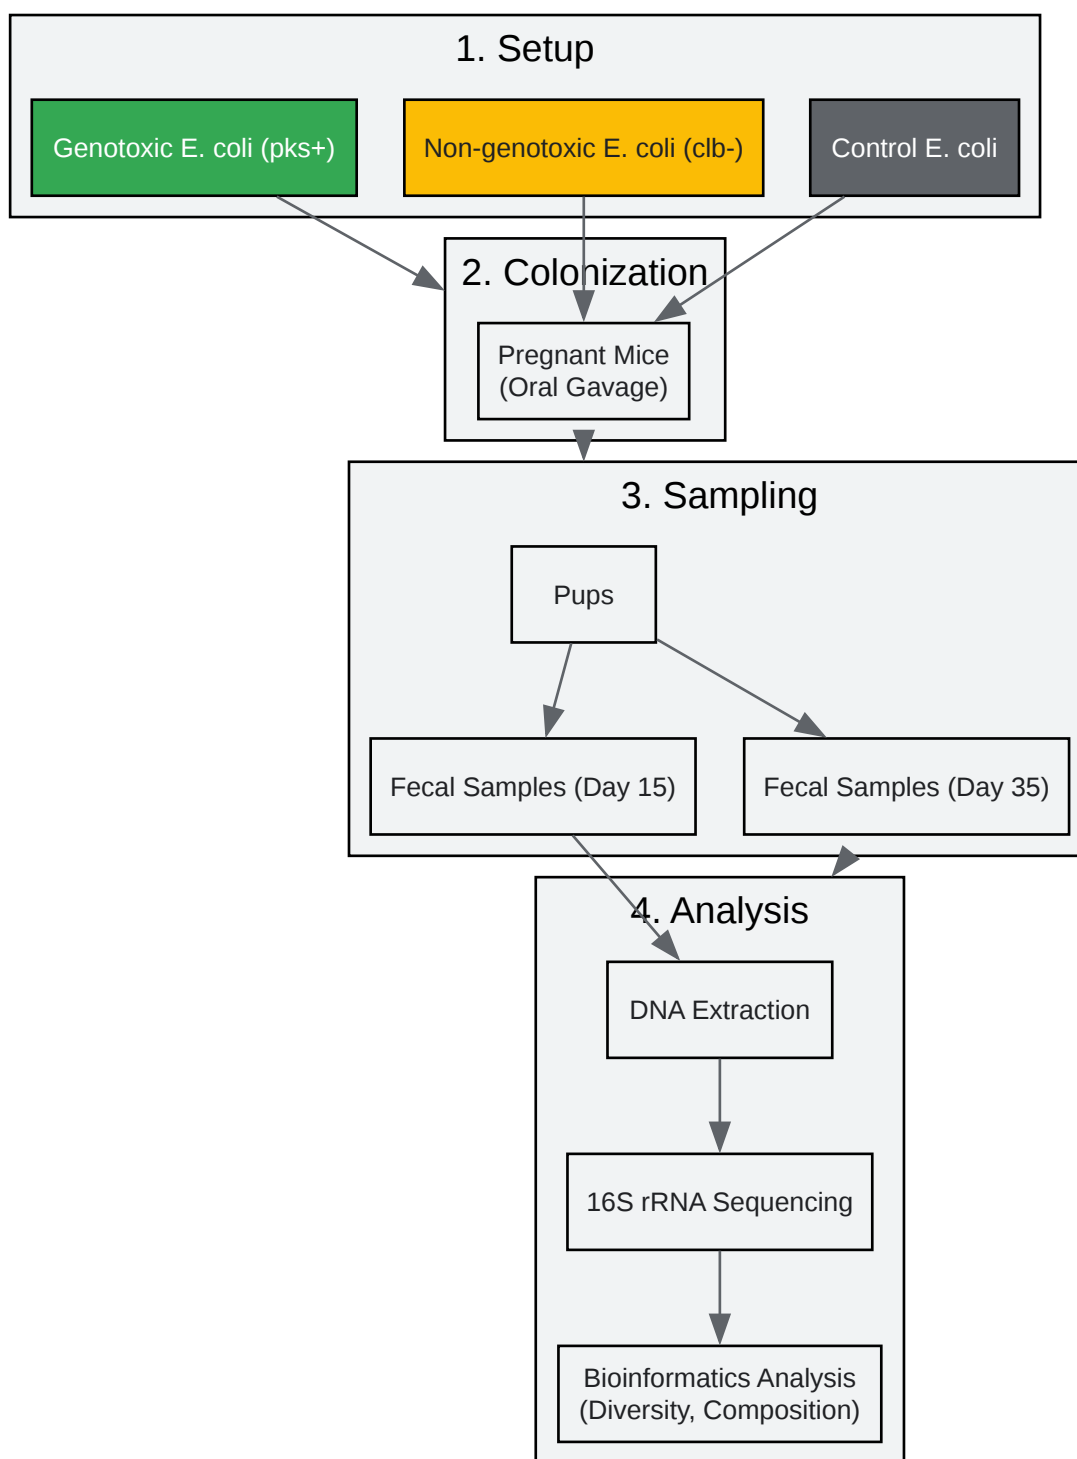 1. Setup
Genotoxic E. coli (pks+)
Non-genotoxic E. coli (clb-)
Control E. coli
2. Colonization
Pregnant Mice
(Oral Gavage)
3. Sampling
Pups
Fecal Samples (Day 15)
Fecal Samples (Day 35)
4. Analysis
DNA Extraction
16S rRNA Sequencing
Bioinformatics Analysis
(Diversity, Composition)